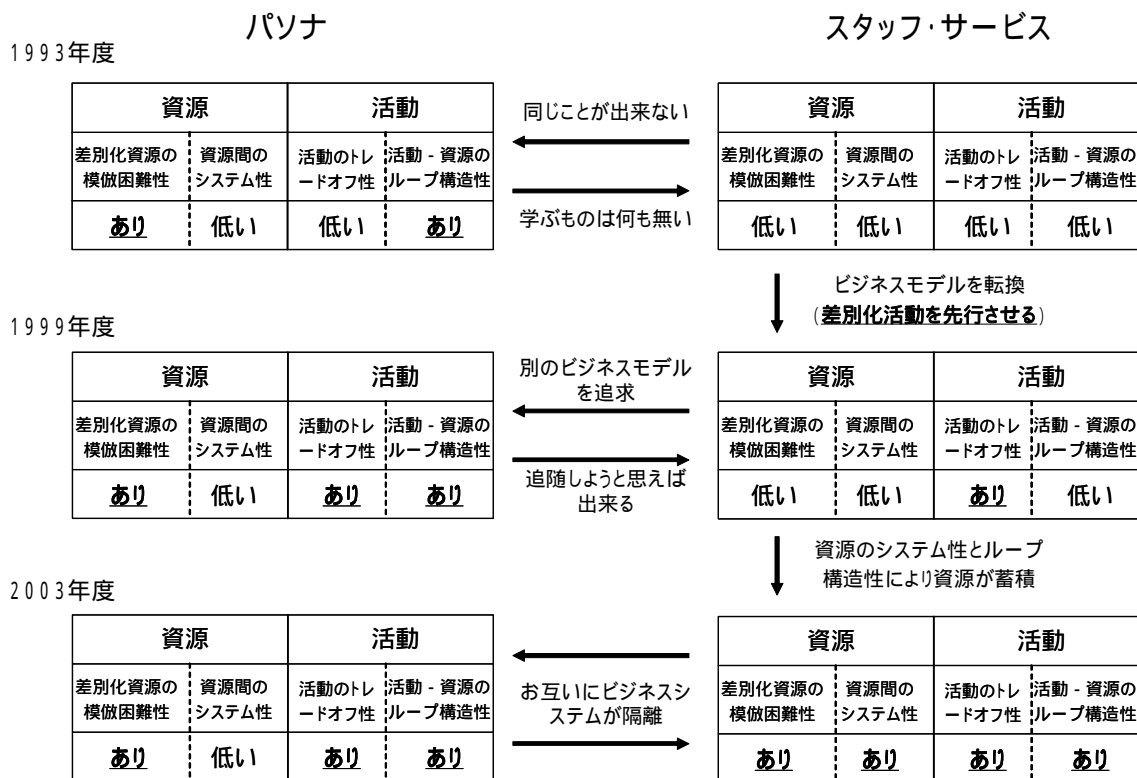 パソナ
スタッフ・サービス
1993年度
資源 活動
差別化資源の 資源間の 活動のトレ 活動 - 資源の
模倣困難性 システム性 ードオフ性 ループ構造性
あり 低い 低い あり
同じことが出来ない
学ぶものは何も無い
資源 活動
差別化資源の 資源間の 活動のトレ 活動 - 資源の
模倣困難性 システム性 ードオフ性 ループ構造性
低い 低い 低い 低い
ビジネスモデルを転換
(差別化活動を先行させる)
1999年度
資源 活動
差別化資源の 資源間の 活動のトレ 活動 - 資源の
模倣困難性 システム性 ードオフ性 ループ構造性
あり 低い あり あり
別のビジネスモデル
を追求
追随しようと思えば
出来る
資源 活動
差別化資源の 資源間の 活動のトレ 活動 - 資源の
模倣困難性 システム性 ードオフ性 ループ構造性
低い 低い あり 低い
資源のシステム性とループ
構造性により資源が蓄積
2003年度
資源 活動
差別化資源の 資源間の 活動のトレ 活動 - 資源の
模倣困難性 システム性 ードオフ性 ループ構造性
あり 低い あり あり
お互いにビジネスシ
ステムが隔離
資源 活動
差別化資源の 資源間の 活動のトレ 活動 - 資源の
模倣困難性 システム性 ードオフ性 ループ構造性
あり あり あり あり